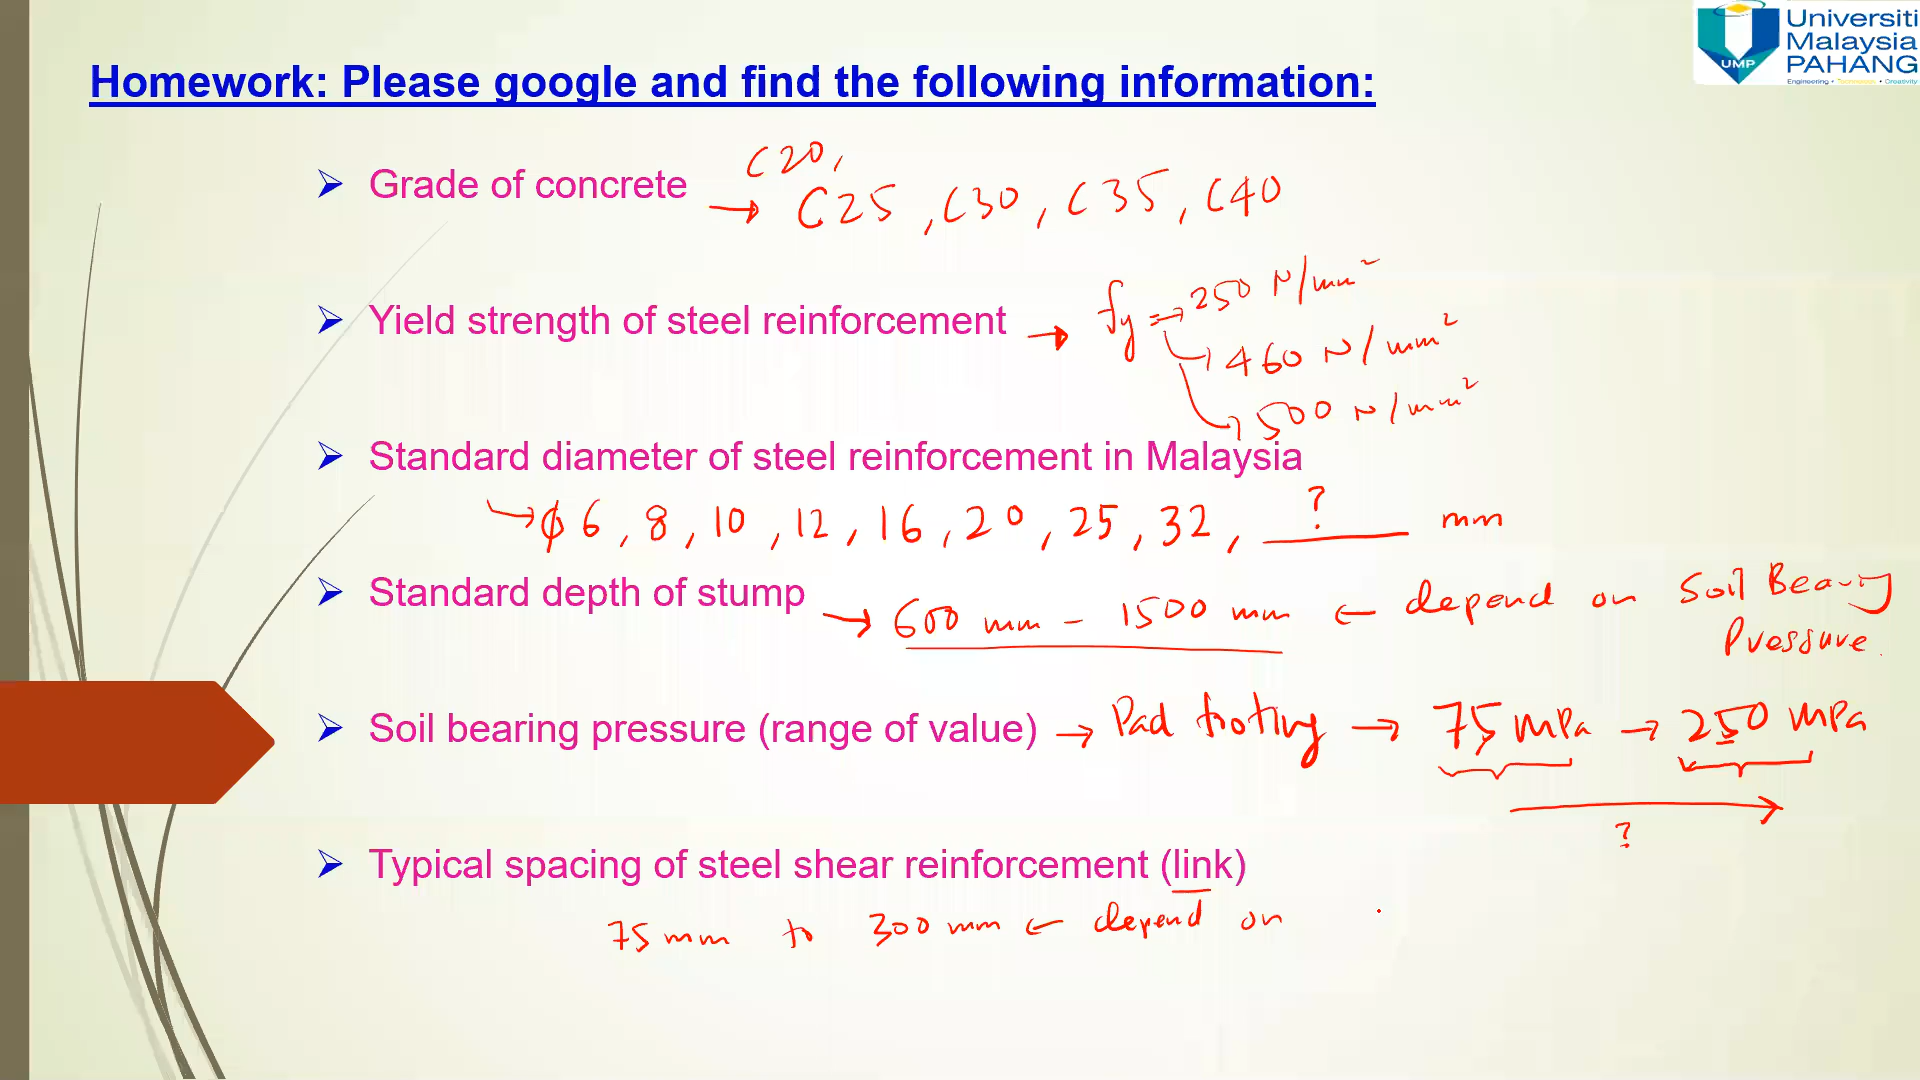 Universiti
Malaysia
PAHANG
UMP
Engineering • Technology • Creativity
Homework: Please google and find the following information:
C20,
Grade of concrete → C25, C30, C35, C40
Yield strength of steel reinforcement → fy ⇒ 250 N/mm²
→ 460 N/mm²
→ 500 N/mm²
Standard diameter of steel reinforcement in Malaysia
→ ϕ 6, 8, 10, 12, 16, 20, 25, 32, ? mm
Standard depth of stump → 600 mm - 1500 mm ← depend on Soil Bearing
Pressure.
Soil bearing pressure (range of value) → Pad footing → 75 MPa → 250 MPa
?
Typical spacing of steel shear reinforcement (link)
75 mm to 300 mm ← depend on